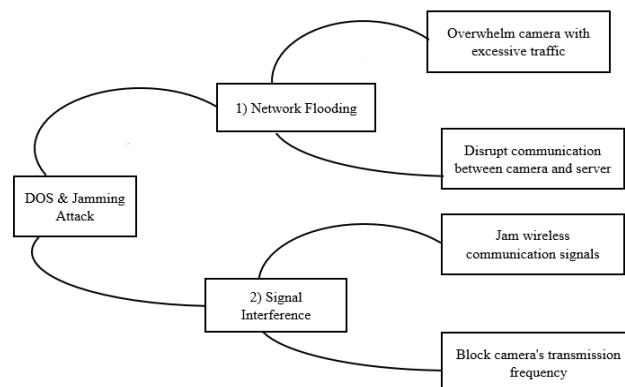 Overwhelm camera with
excessive traffic
1) Network Flooding
Disrupt communication
between camera and server
DOS & Jamming
Attack
Jam wireless
communication signals
2) Signal
Interference
Block camera's transmission
frequency